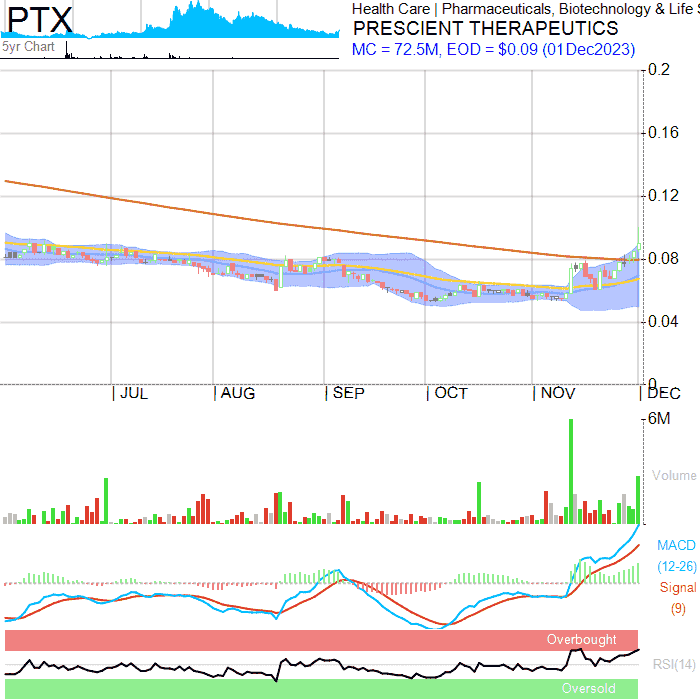 PTX
5yr Chart
Health Care | Pharmaceuticals, Biotechnology & Life S
PRESCIENT THERAPEUTICS
MC = 72.5M, EOD = $0.09 (01Dec2023)
0.2
0.16
0.12
0.08
0.04
0
| JUL | AUG | SEP | OCT | NOV | DEC
6M
Volume
MACD
(12-26)
Signal
(9)
Overbought
RSI(14)
Oversold